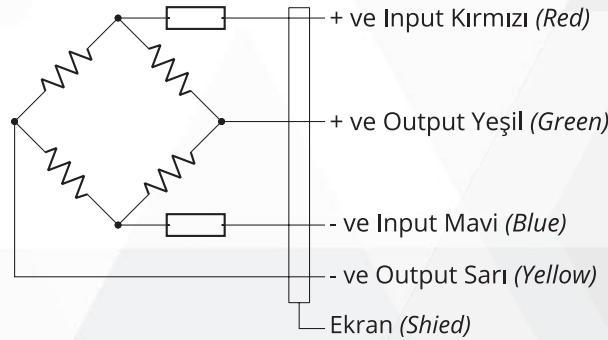 + ve Input Kırmızı (Red)
+ ve Output Yeşil (Green)
- ve Input Mavi (Blue)
- ve Output Sarı (Yellow)
Ekran (Shied)